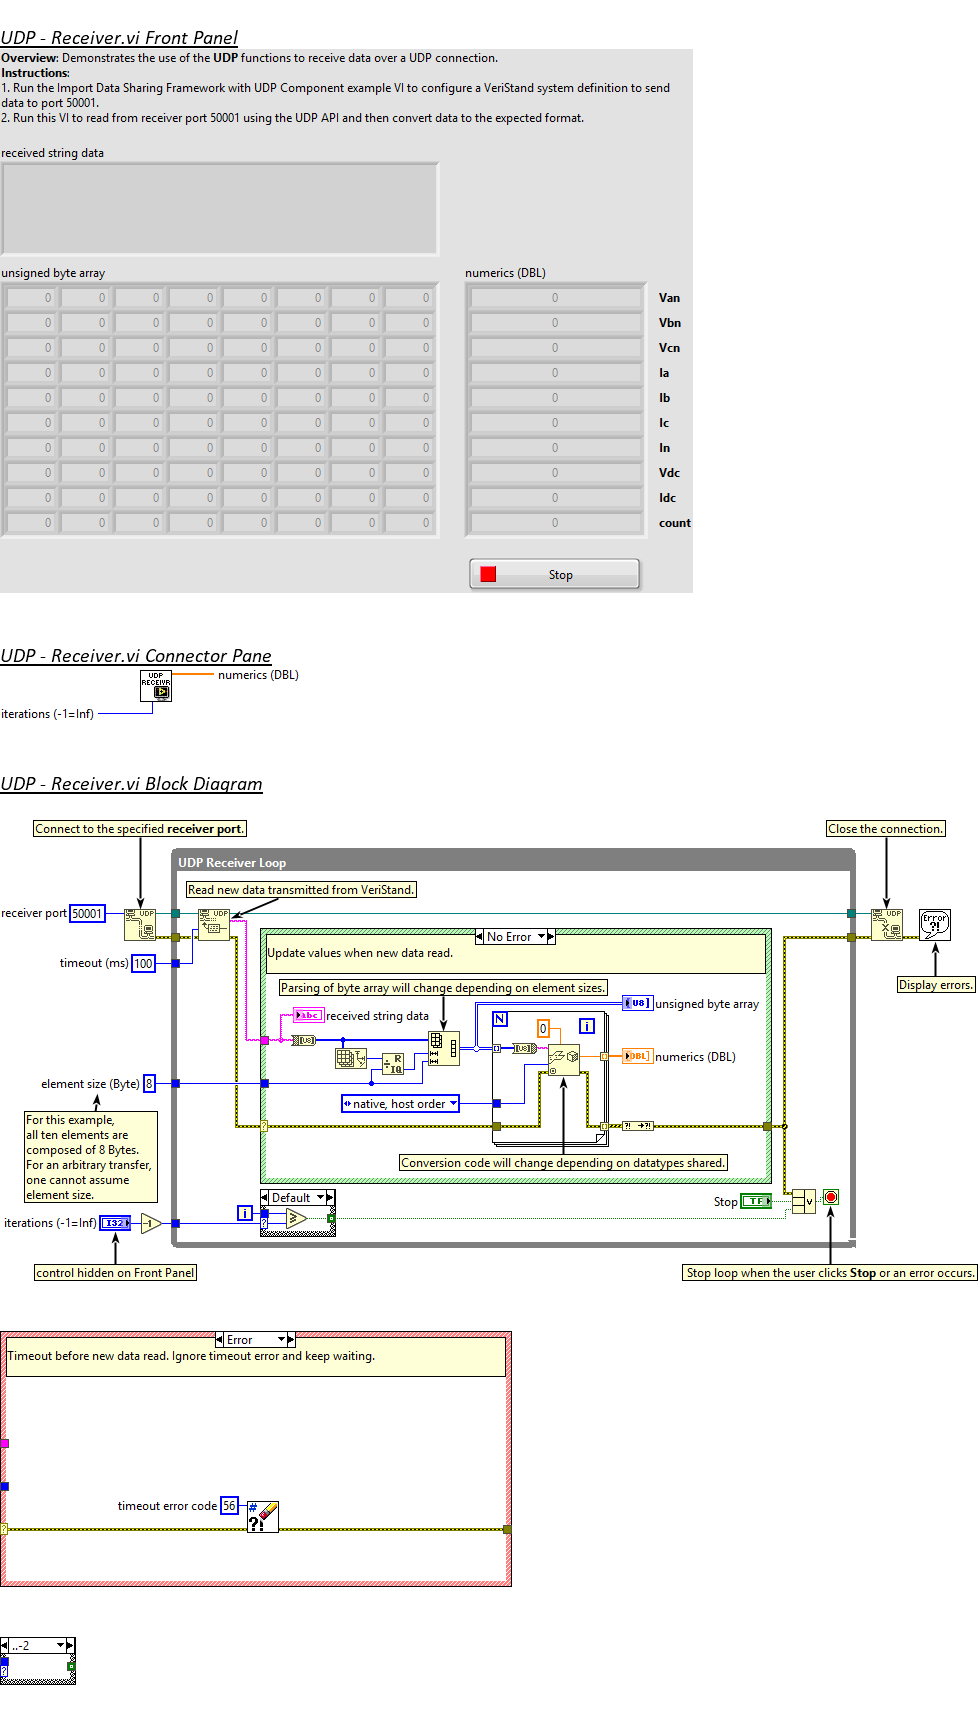 UDP - Receiver.vi Front Panel
Overview: Demonstrates the use of the UDP functions to receive data over a UDP connection.
Instructions:
1. Run the Import Data Sharing Framework with UDP Component example VI to configure a VeriStand system definition to send
data to port 50001.
2. Run this VI to read from receiver port 50001 using the UDP API and then convert data to the expected format.
received string data
unsigned byte array
numerics (DBL)
0 0 0 0 0 0 0 0 0 Van
0 0 0 0 0 0 0 0 0 Vbn
0 0 0 0 0 0 0 0 0 Vcn
0 0 0 0 0 0 0 0 0 Ia
0 0 0 0 0 0 0 0 0 Ib
0 0 0 0 0 0 0 0 0 Ic
0 0 0 0 0 0 0 0 0 In
0 0 0 0 0 0 0 0 0 Vdc
0 0 0 0 0 0 0 0 0 Idc
0 0 0 0 0 0 0 0 0 count
Stop
UDP - Receiver.vi Connector Pane
UDP
RECEIVR
numerics (DBL)
iterations (-1=Inf)
UDP - Receiver.vi Block Diagram
Connect to the specified receiver port.
Close the connection.
UDP Receiver Loop
Read new data transmitted from VeriStand.
receiver port 50001
UDP
UDP
UDP
Error
?!
No Error
Update values when new data read.
timeout (ms) 100
Display errors.
Parsing of byte array will change depending on element sizes.
abc received string data
U8] unsigned byte array
N
0
i
[U8]
[U8]
DBL] numerics (DBL)
R
IQ
element size (Byte) 8
native, host order
For this example,
all ten elements are
composed of 8 Bytes.
For an arbitrary transfer,
one cannot assume
element size.
?
?! →?!
Conversion code will change depending on datatypes shared.
Default
Stop TF
V
i
?
iterations (-1=Inf) I32
-1
control hidden on Front Panel
Stop loop when the user clicks Stop or an error occurs.
Error
Timeout before new data read. Ignore timeout error and keep waiting.
timeout error code 56
#
?!
?
..-2
?